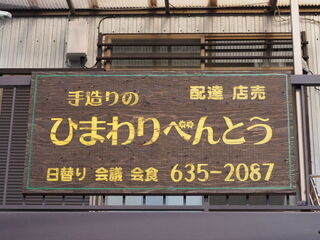 手造りの 配達 店売
ひまわりべんとう
日替り 会議 会食 635-2087